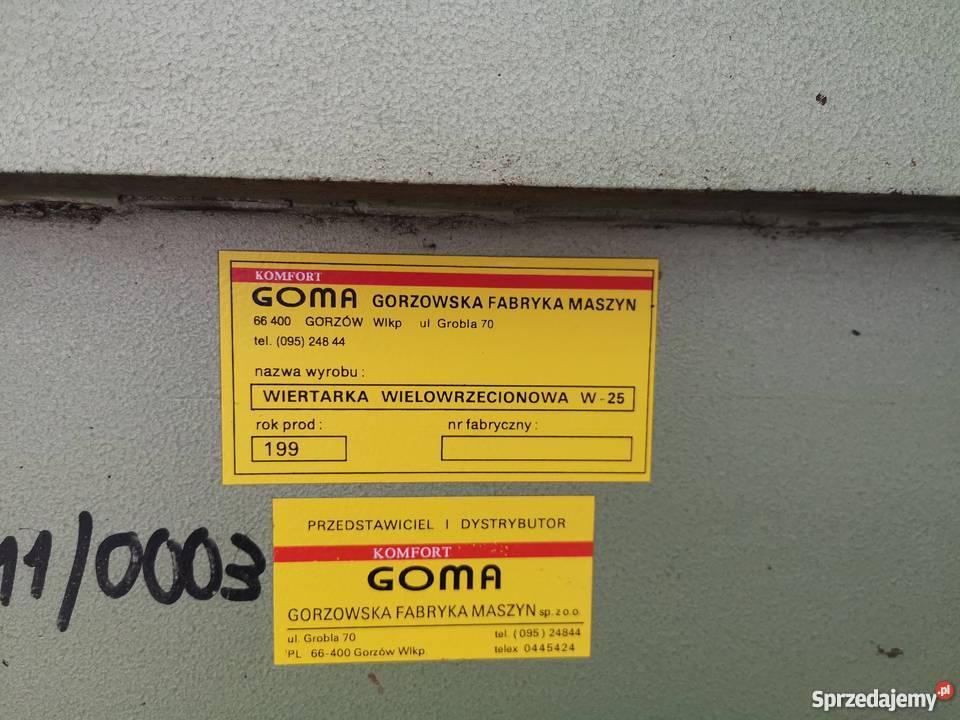 KOMFORT
GOMA GORZOWSKA FABRYKA MASZYN
66 400 GORZÓW Wlkp ul Grobla 70
tel. (095) 248 44
nazwa wyrobu :
WIERTARKA WIELOWRZECIONOWA W-25
rok prod : nr fabryczny :
199
11/0003
PRZEDSTAWICIEL I DYSTRYBUTOR
KOMFORT
GOMA
GORZOWSKA FABRYKA MASZYN sp. z o.o.
ul. Grobla 70 tel. (095) 24844
PL 66-400 Gorzów Wlkp. telex 0445424
Sprzedajemy.pl